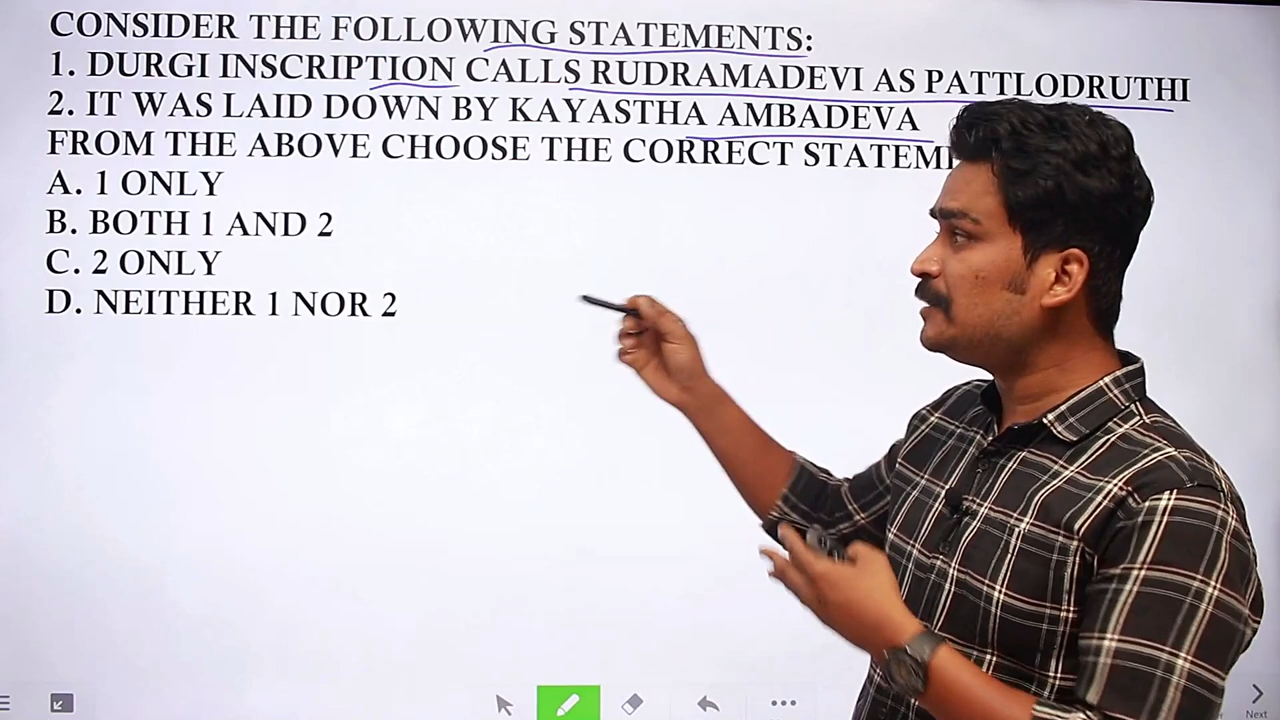 CONSIDER THE FOLLOWING STATEMENTS:
1. DURGI INSCRIPTION CALLS RUDRAMADEVI AS PATTLODRUTHI
2. IT WAS LAID DOWN BY KAYASTHA AMBADEVA
FROM THE ABOVE CHOOSE THE CORRECT
A. 1 ONLY
B. BOTH 1 AND 2
C. 2 ONLY
D. NEITHER 1 NOR 2
Next